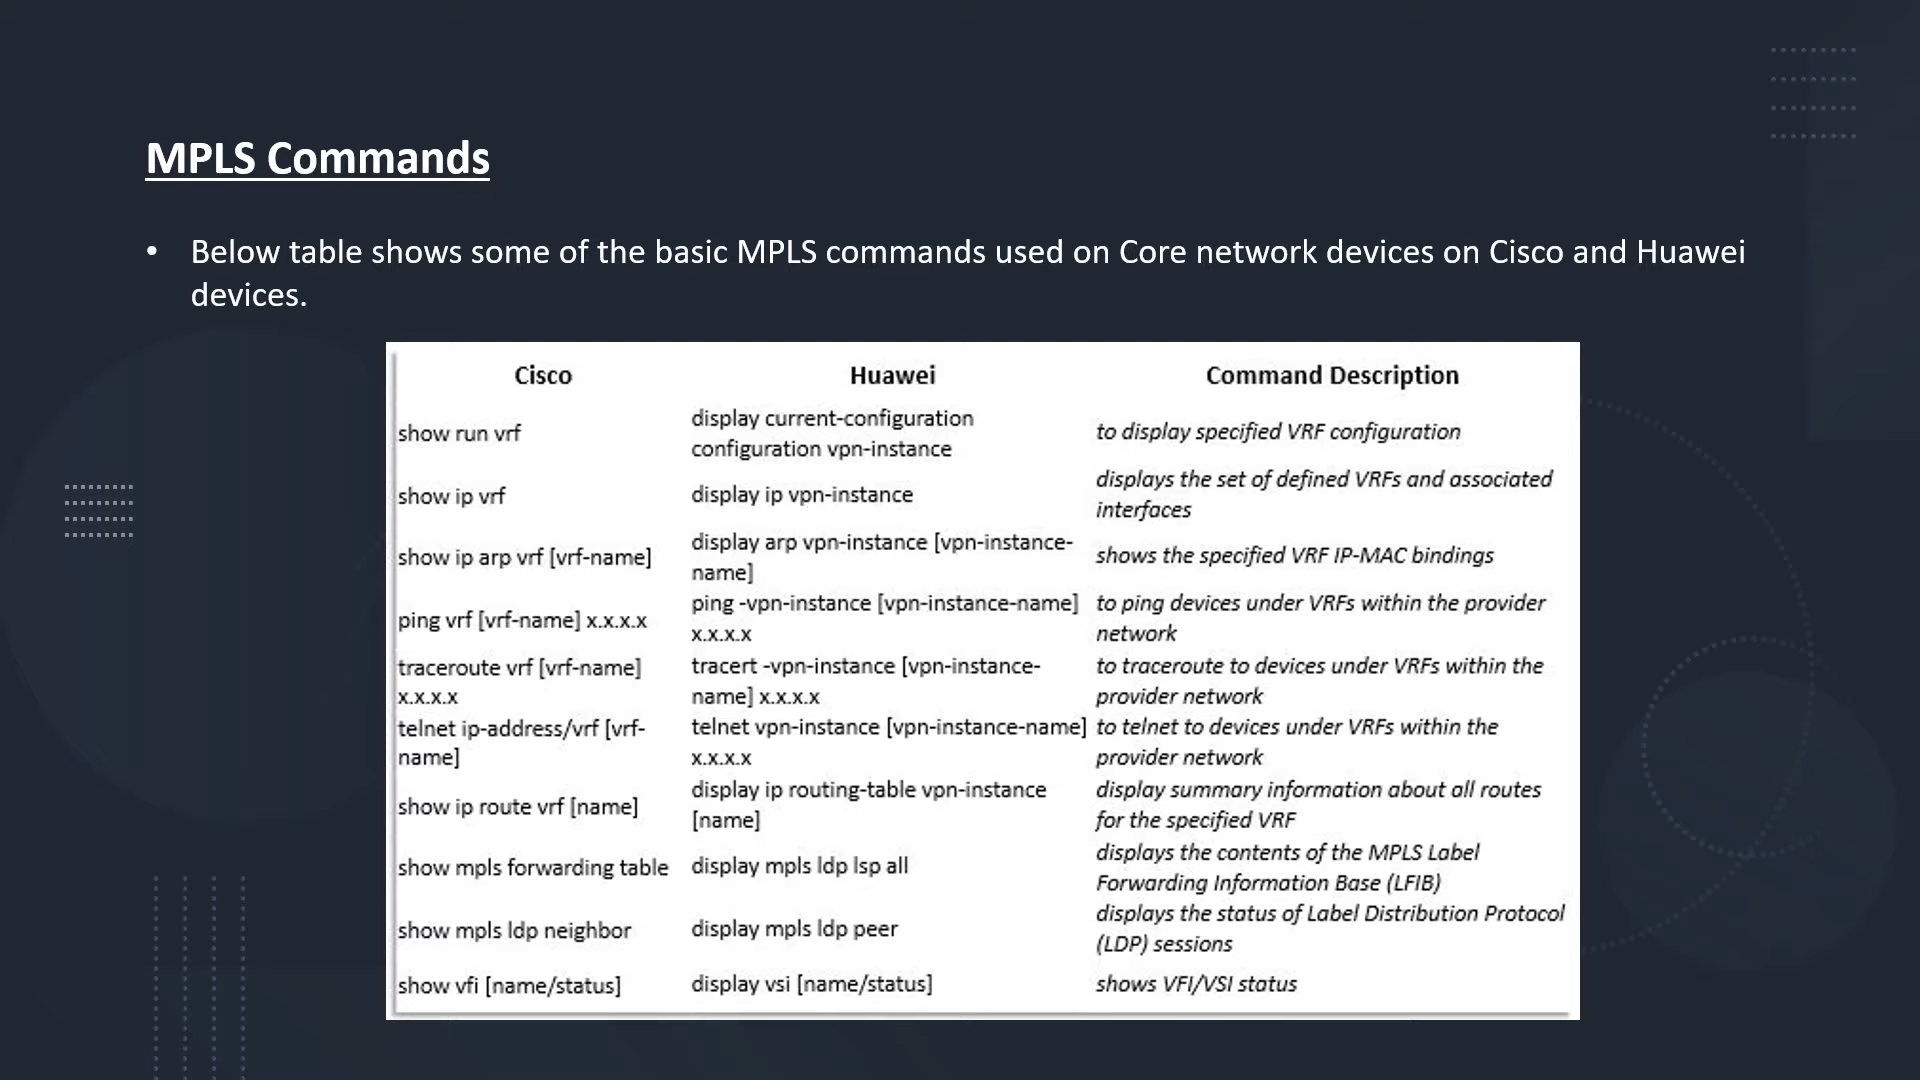 MPLS Commands
• Below table shows some of the basic MPLS commands used on Core network devices on Cisco and Huawei
devices.
Cisco Huawei Command Description
show run vrf
display current-configuration
configuration vpn-instance
to display specified VRF configuration
show ip vrf
display ip vpn-instance
displays the set of defined VRFs and associated
interfaces
show ip arp vrf [vrf-name]
display arp vpn-instance [vpn-instance-
name]
shows the specified VRF IP-MAC bindings
ping vrf [vrf-name] x.x.x.x
ping -vpn-instance [vpn-instance-name]
x.x.x.x
to ping devices under VRFs within the provider
network
traceroute vrf [vrf-name]
x.x.x.x
tracert -vpn-instance [vpn-instance-
name] x.x.x.x
to traceroute to devices under VRFs within the
provider network
telnet ip-address/vrf [vrf-
name]
telnet vpn-instance [vpn-instance-name]
x.x.x.x
to telnet to devices under VRFs within the
provider network
show ip route vrf [name]
display ip routing-table vpn-instance
[name]
display summary information about all routes
for the specified VRF
show mpls forwarding table
display mpls ldp lsp all
displays the contents of the MPLS Label
Forwarding Information Base (LFIB)
show mpls ldp neighbor
display mpls ldp peer
displays the status of Label Distribution Protocol
(LDP) sessions
show vfi [name/status]
display vsi [name/status]
shows VFI/VSI status